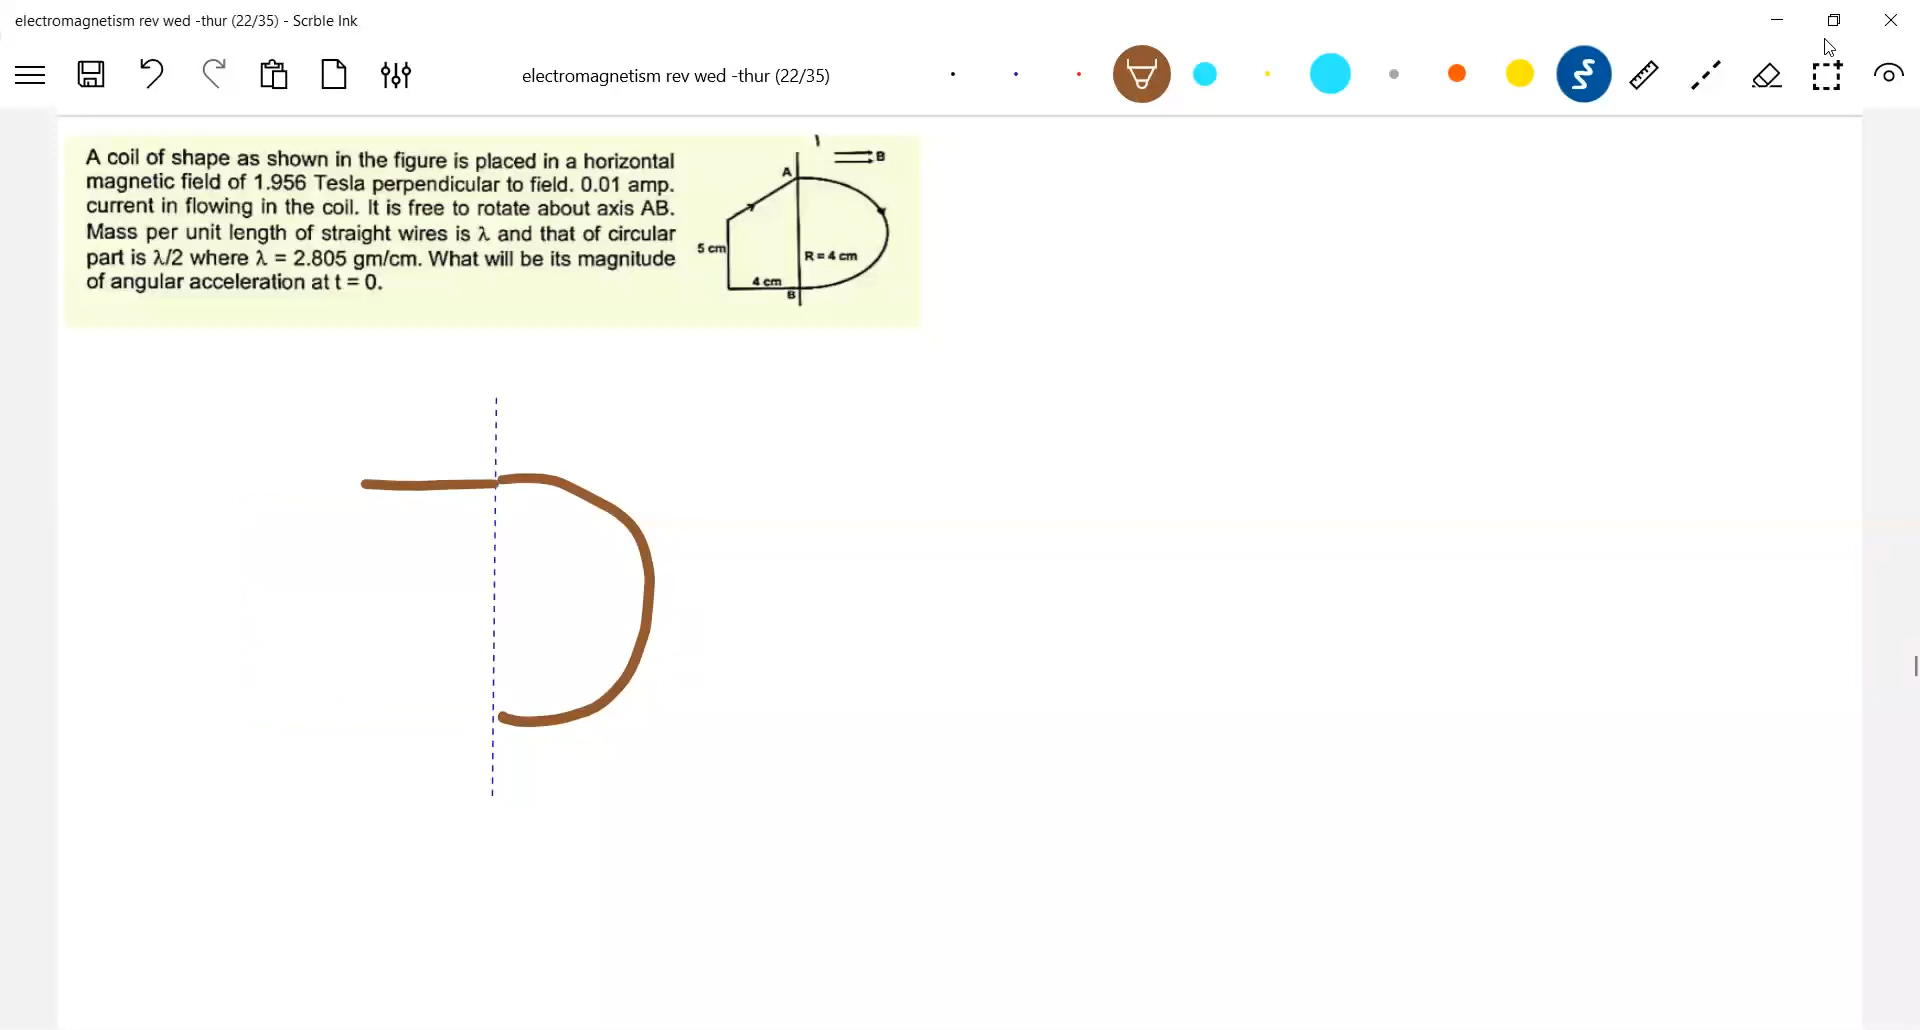 electromagnetism rev wed -thur (22/35) - Scrble Ink
electromagnetism rev wed -thur (22/35)
A coil of shape as shown in the figure is placed in a horizontal
magnetic field of 1.956 Tesla perpendicular to field. 0.01 amp.
current in flowing in the coil. It is free to rotate about axis AB.
Mass per unit length of straight wires is λ and that of circular
part is λ/2 where λ = 2.805 gm/cm. What will be its magnitude
of angular acceleration at t = 0.
B
A
5 cm
R = 4 cm
4 cm
B